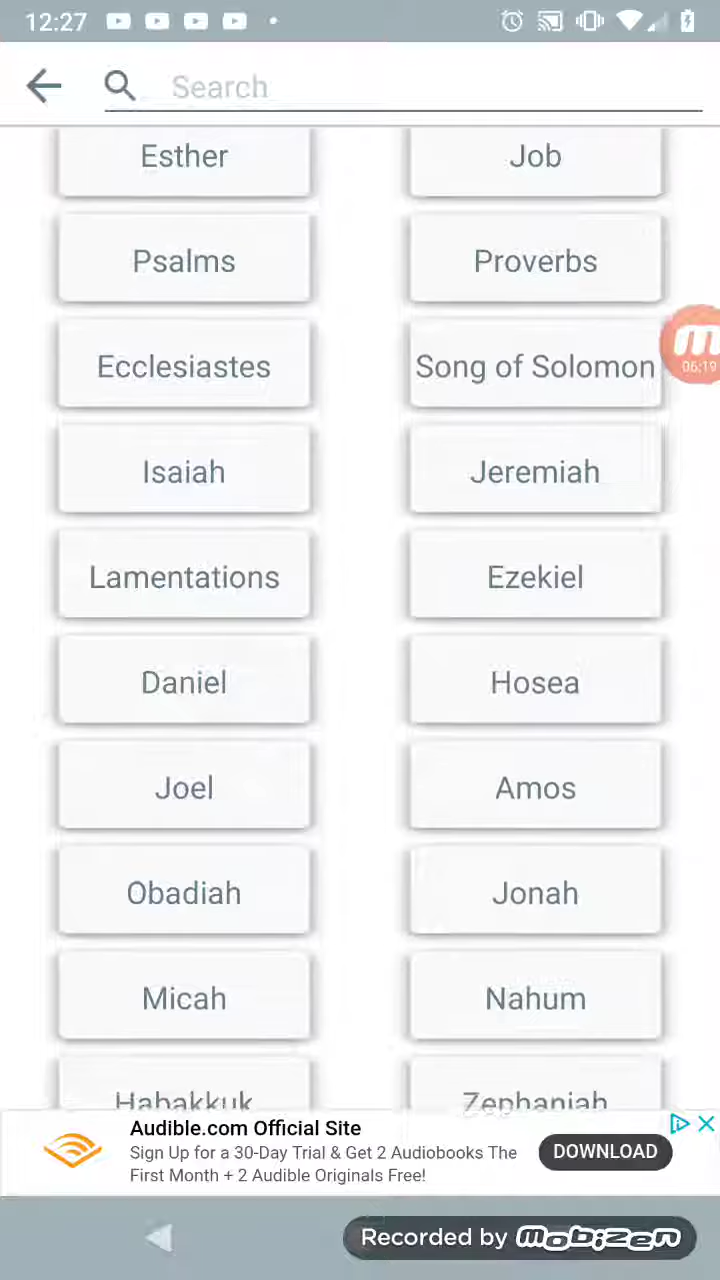 12:27
Search
Esther
Job
Psalms
Proverbs
Ecclesiastes
Song of Solomon
06:19
Isaiah
Jeremiah
Lamentations
Ezekiel
Daniel
Hosea
Joel
Amos
Obadiah
Jonah
Micah
Nahum
Habakkuk
Zephaniah
Audible.com Official Site
Sign Up for a 30-Day Trial & Get 2 Audiobooks The
First Month + 2 Audible Originals Free!
DOWNLOAD
Recorded by mobizen